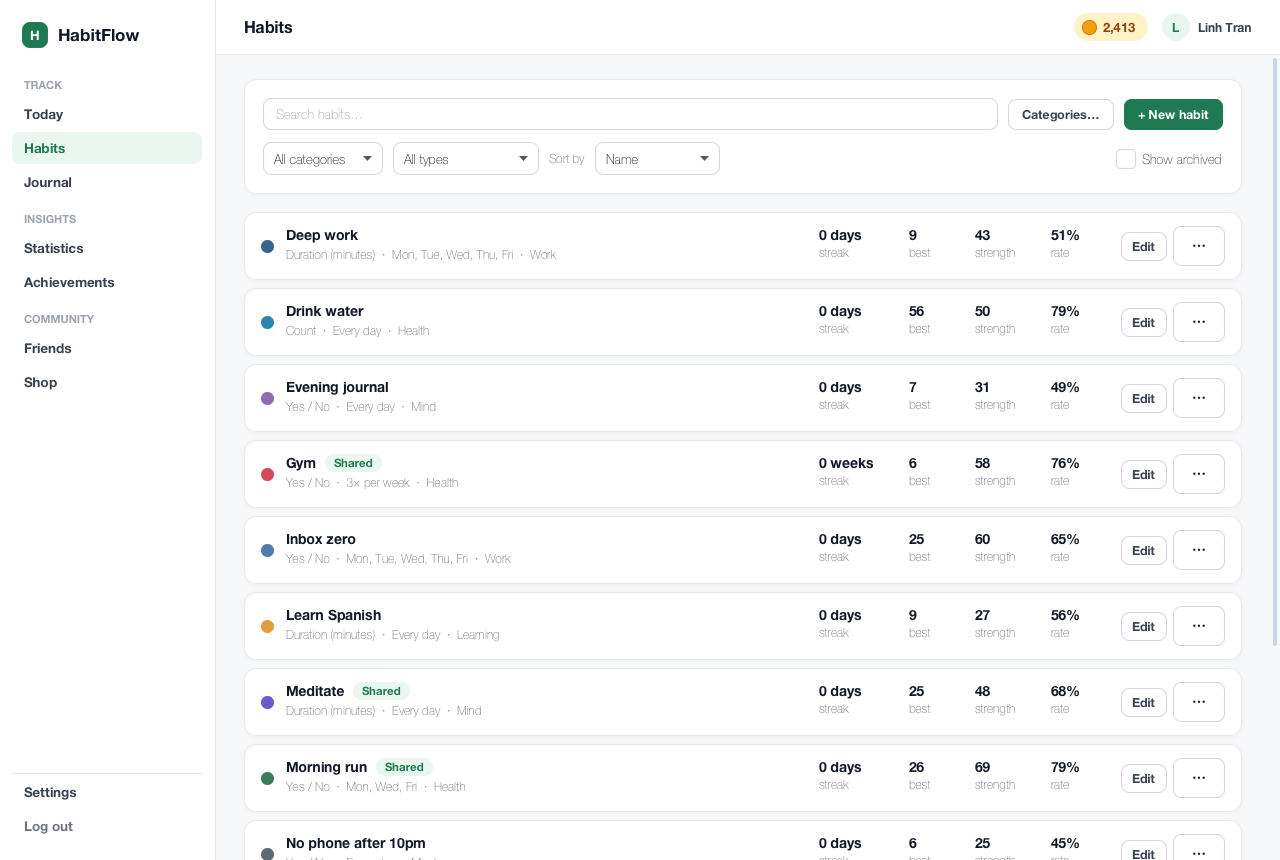 H HabitFlow
TRACK
Today
Habits
Journal
INSIGHTS
Statistics
Achievements
COMMUNITY
Friends
Shop
Settings
Log out
Habits
2,413
L Linh Tran
Search habits…
Categories…
+ New habit
All categories
All types
Sort by
Name
Show archived
Deep work
Duration (minutes) · Mon, Tue, Wed, Thu, Fri · Work
0 days 9 43 51%
streak best strength rate
Edit ···
Drink water
Count · Every day · Health
0 days 56 50 79%
streak best strength rate
Edit ···
Evening journal
Yes / No · Every day · Mind
0 days 7 31 49%
streak best strength rate
Edit ···
Gym Shared
Yes / No · 3× per week · Health
0 weeks 6 58 76%
streak best strength rate
Edit ···
Inbox zero
Yes / No · Mon, Tue, Wed, Thu, Fri · Work
0 days 25 60 65%
streak best strength rate
Edit ···
Learn Spanish
Duration (minutes) · Every day · Learning
0 days 9 27 56%
streak best strength rate
Edit ···
Meditate Shared
Duration (minutes) · Every day · Mind
0 days 25 48 68%
streak best strength rate
Edit ···
Morning run Shared
Yes / No · Mon, Wed, Fri · Health
0 days 26 69 79%
streak best strength rate
Edit ···
No phone after 10pm
0 days 6 25 45%
Edit ···